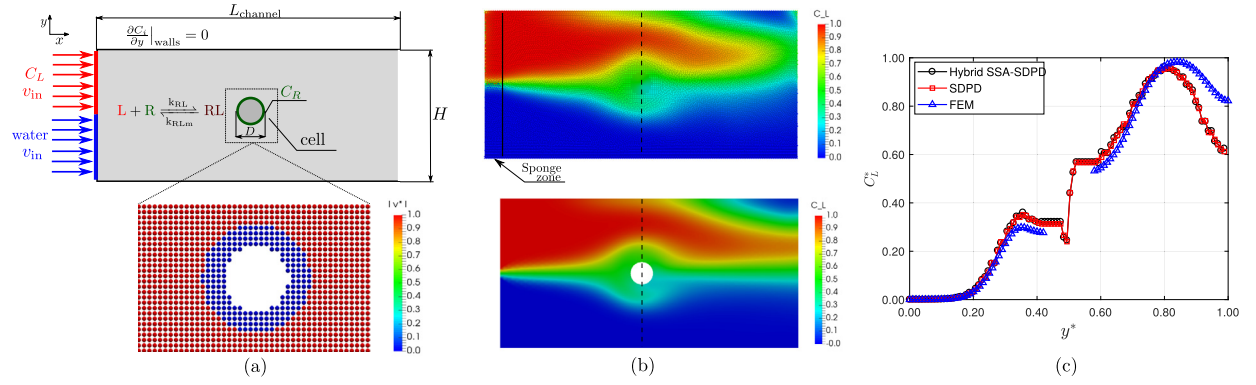 y
x
L_channel
∂C_i/∂y|_walls = 0
C_L
v_in
water
v_in
L + R ⇌ RL
k_RL
k_RLm
C_R
D
cell
H
|v*|
1.0
0.9
0.8
0.7
0.6
0.5
0.4
0.3
0.2
0.1
0.0
(a)
C_L
1.0
0.9
0.8
0.7
0.6
0.5
0.4
0.3
0.2
0.1
0.0
Sponge
zone
C_L
1.0
0.9
0.8
0.7
0.6
0.5
0.4
0.3
0.2
0.1
-0.0
(b)
Hybrid SSA-SDPD
SDPD
FEM
1.00
0.80
0.60
0.40
0.20
0.00
C*_L
0.00 0.20 0.40 0.60 0.80 1.00
y*
(c)